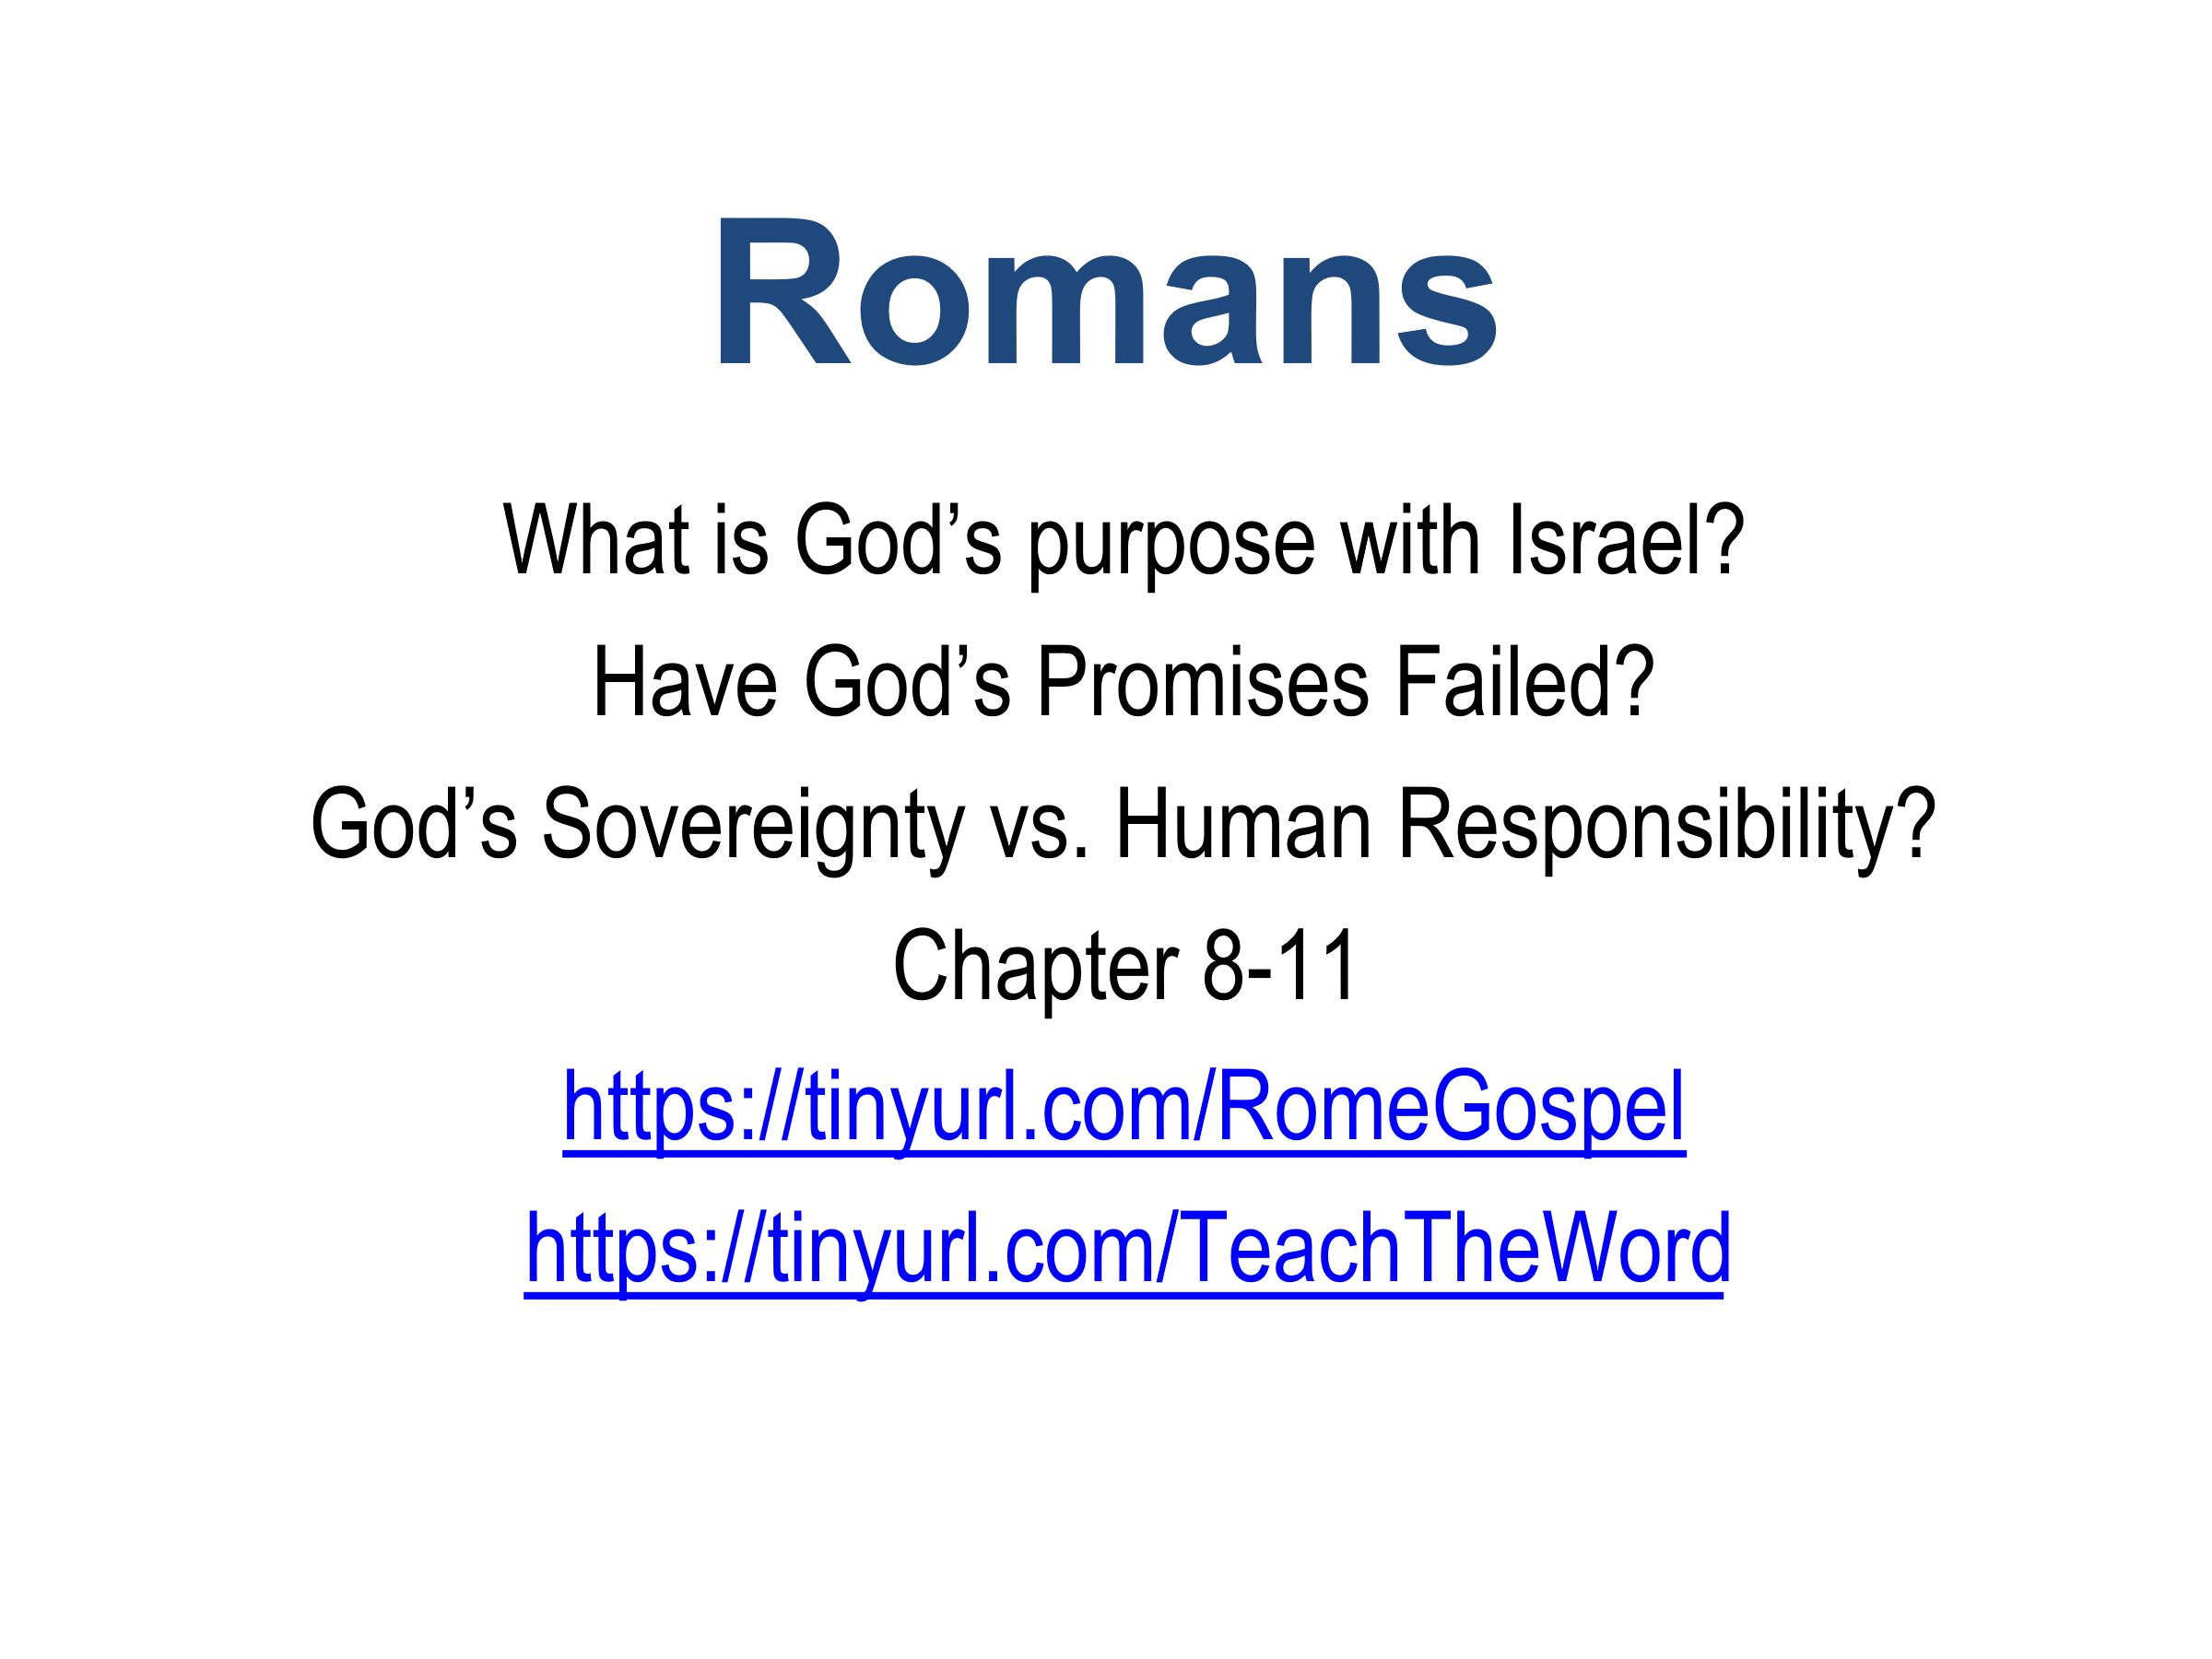 Romans
What is God’s purpose with Israel?
Have God’s Promises Failed?
God’s Sovereignty vs. Human Responsibility?
Chapter 8-11
https://tinyurl.com/RomeGospel
https://tinyurl.com/TeachTheWord